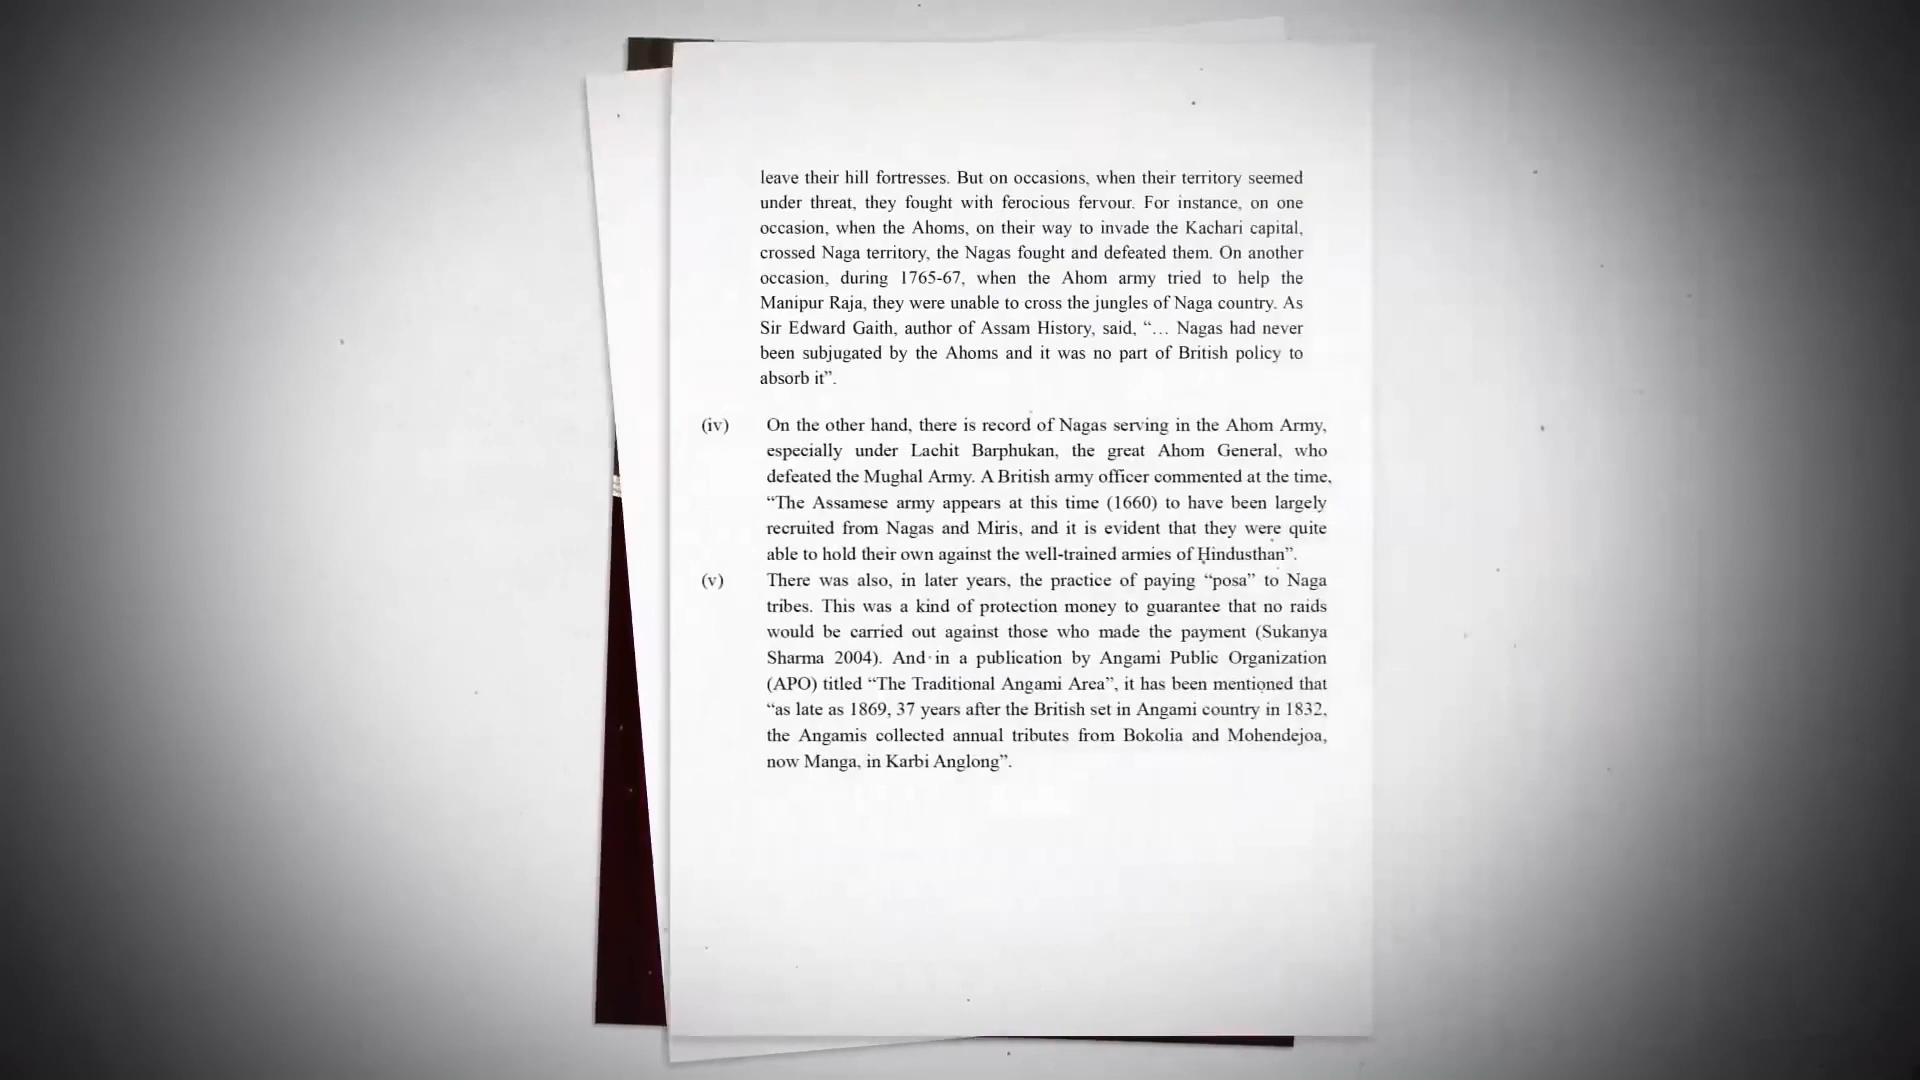 leave their hill fortresses. But on occasions, when their territory seemed
under threat, they fought with ferocious fervour. For instance, on one
occasion, when the Ahoms, on their way to invade the Kachari capital,
crossed Naga territory, the Nagas fought and defeated them. On another
occasion, during 1765-67, when the Ahom army tried to help the
Manipur Raja, they were unable to cross the jungles of Naga country. As
Sir Edward Gaith, author of Assam History, said, “… Nagas had never
been subjugated by the Ahoms and it was no part of British policy to
absorb it”.
(iv) On the other hand, there is record of Nagas serving in the Ahom Army,
especially under Lachit Barphukan, the great Ahom General, who
defeated the Mughal Army. A British army officer commented at the time,
“The Assamese army appears at this time (1660) to have been largely
recruited from Nagas and Miris, and it is evident that they were quite
able to hold their own against the well-trained armies of Hindusthan”.
(v) There was also, in later years, the practice of paying “posa” to Naga
tribes. This was a kind of protection money to guarantee that no raids
would be carried out against those who made the payment (Sukanya
Sharma 2004). And in a publication by Angami Public Organization
(APO) titled “The Traditional Angami Area”, it has been mentioned that
“as late as 1869, 37 years after the British set in Angami country in 1832,
the Angamis collected annual tributes from Bokolia and Mohendejoa,
now Manga, in Karbi Anglong”.